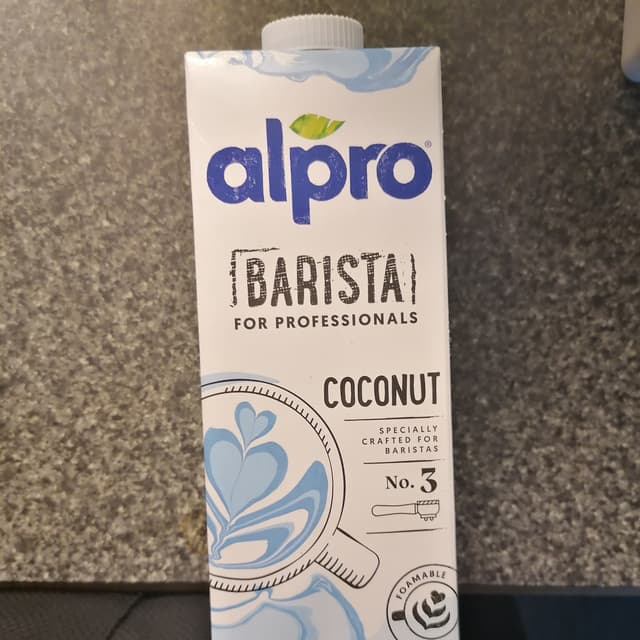 alpro®
BARISTA
FOR PROFESSIONALS
COCONUT
SPECIALLY
CRAFTED FOR
BARISTAS
No. 3
FOAMABLE